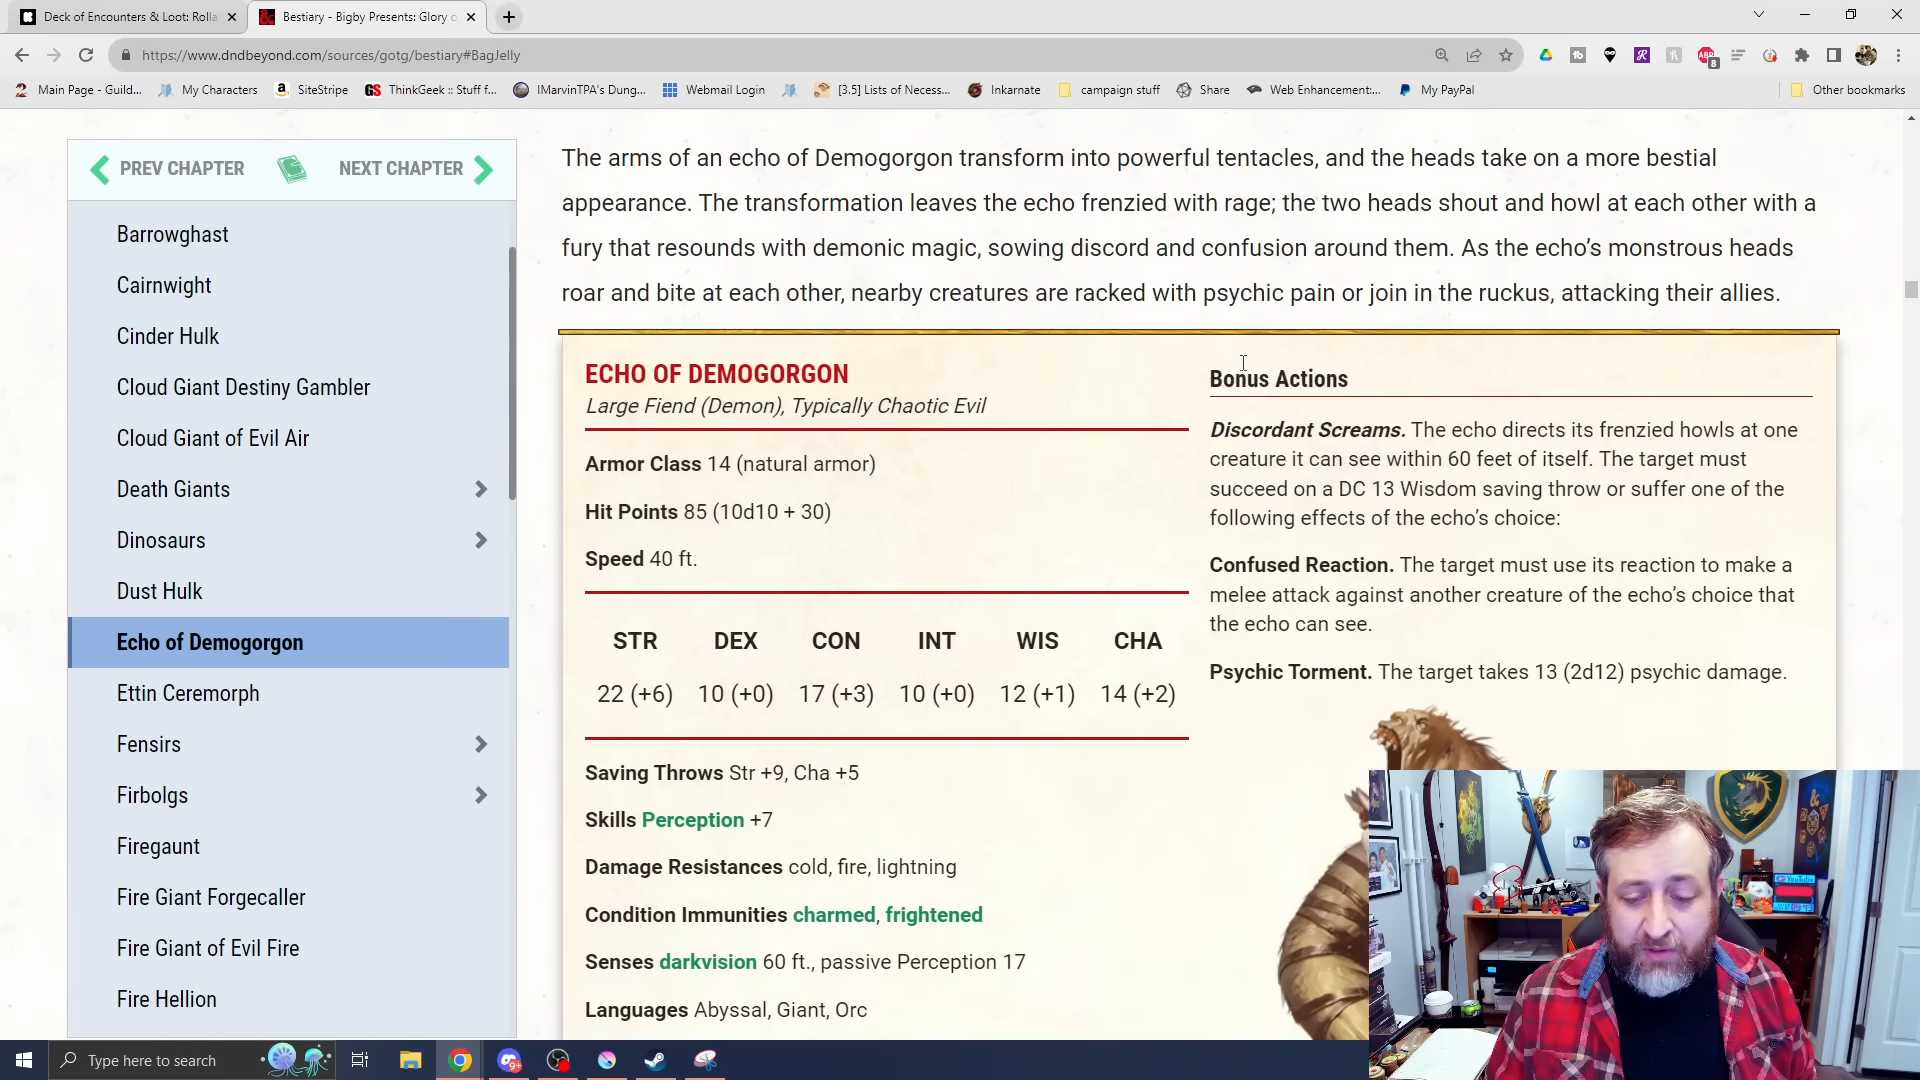 Deck of Encounters & Loot: Rolla
Bestiary - Bigby Presents: Glory o
https://www.dndbeyond.com/sources/gotg/bestiary#BagJelly
Main Page - Guild...
My Characters
SiteStripe
GS ThinkGeek :: Stuff f...
IMarvinTPA's Dung...
Webmail Login
[3.5] Lists of Necess...
Inkarnate
campaign stuff
Share
Web Enhancement:...
My PayPal
Other bookmarks
PREV CHAPTER
NEXT CHAPTER
Barrowghast
Cairnwight
Cinder Hulk
Cloud Giant Destiny Gambler
Cloud Giant of Evil Air
Death Giants
Dinosaurs
Dust Hulk
Echo of Demogorgon
Ettin Ceremorph
Fensirs
Firbolgs
Firegaunt
Fire Giant Forgecaller
Fire Giant of Evil Fire
Fire Hellion
The arms of an echo of Demogorgon transform into powerful tentacles, and the heads take on a more bestial
appearance. The transformation leaves the echo frenzied with rage; the two heads shout and howl at each other with a
fury that resounds with demonic magic, sowing discord and confusion around them. As the echo’s monstrous heads
roar and bite at each other, nearby creatures are racked with psychic pain or join in the ruckus, attacking their allies.
ECHO OF DEMOGORGON
Large Fiend (Demon), Typically Chaotic Evil
Armor Class 14 (natural armor)
Hit Points 85 (10d10 + 30)
Speed 40 ft.
STR DEX CON INT WIS CHA
22 (+6) 10 (+0) 17 (+3) 10 (+0) 12 (+1) 14 (+2)
Saving Throws Str +9, Cha +5
Skills Perception +7
Damage Resistances cold, fire, lightning
Condition Immunities charmed, frightened
Senses darkvision 60 ft., passive Perception 17
Languages Abyssal, Giant, Orc
Bonus Actions
Discordant Screams. The echo directs its frenzied howls at one
creature it can see within 60 feet of itself. The target must
succeed on a DC 13 Wisdom saving throw or suffer one of the
following effects of the echo’s choice:
Confused Reaction. The target must use its reaction to make a
melee attack against another creature of the echo’s choice that
the echo can see.
Psychic Torment. The target takes 13 (2d12) psychic damage.
Type here to search